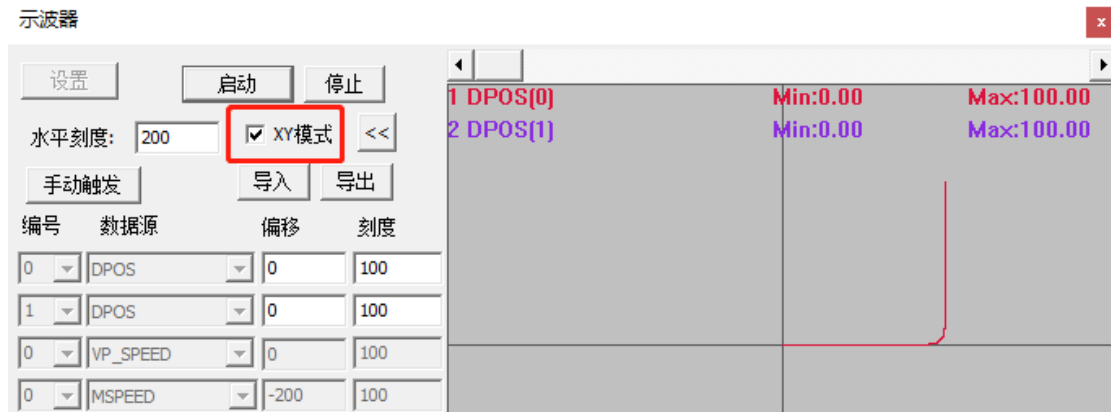 示波器
x
设置 启动 停止
水平刻度: 200 XY模式 <<
手动触发 导入 导出
编号 数据源 偏移 刻度
0 DPOS 0 100
1 DPOS 0 100
0 VP_SPEED 0 100
0 MSPEED -200 100
1 DPOS(0) Min:0.00 Max:100.00
2 DPOS(1) Min:0.00 Max:100.00